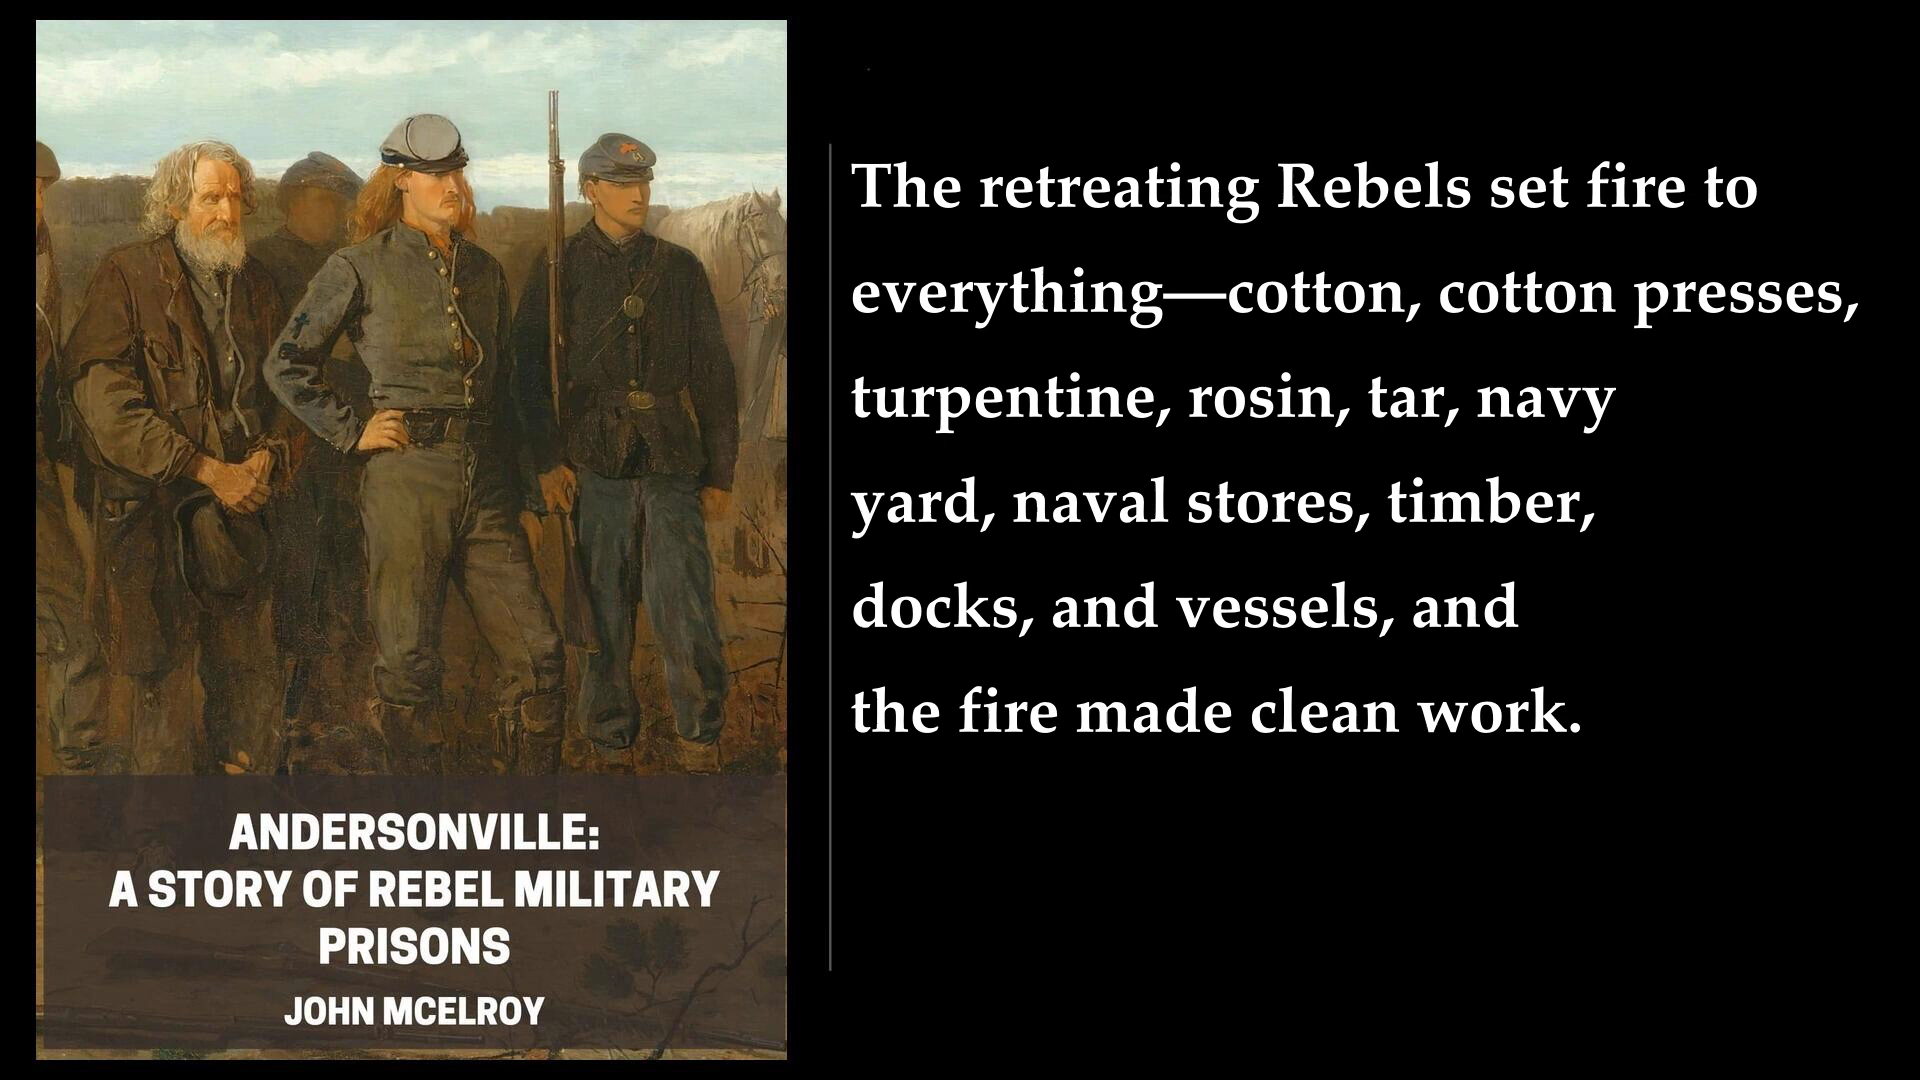 The retreating Rebels set fire to
everything—cotton, cotton presses,
turpentine, rosin, tar, navy
yard, naval stores, timber,
docks, and vessels, and
the fire made clean work.
ANDERSONVILLE:
A STORY OF REBEL MILITARY
PRISONS
JOHN MCELROY